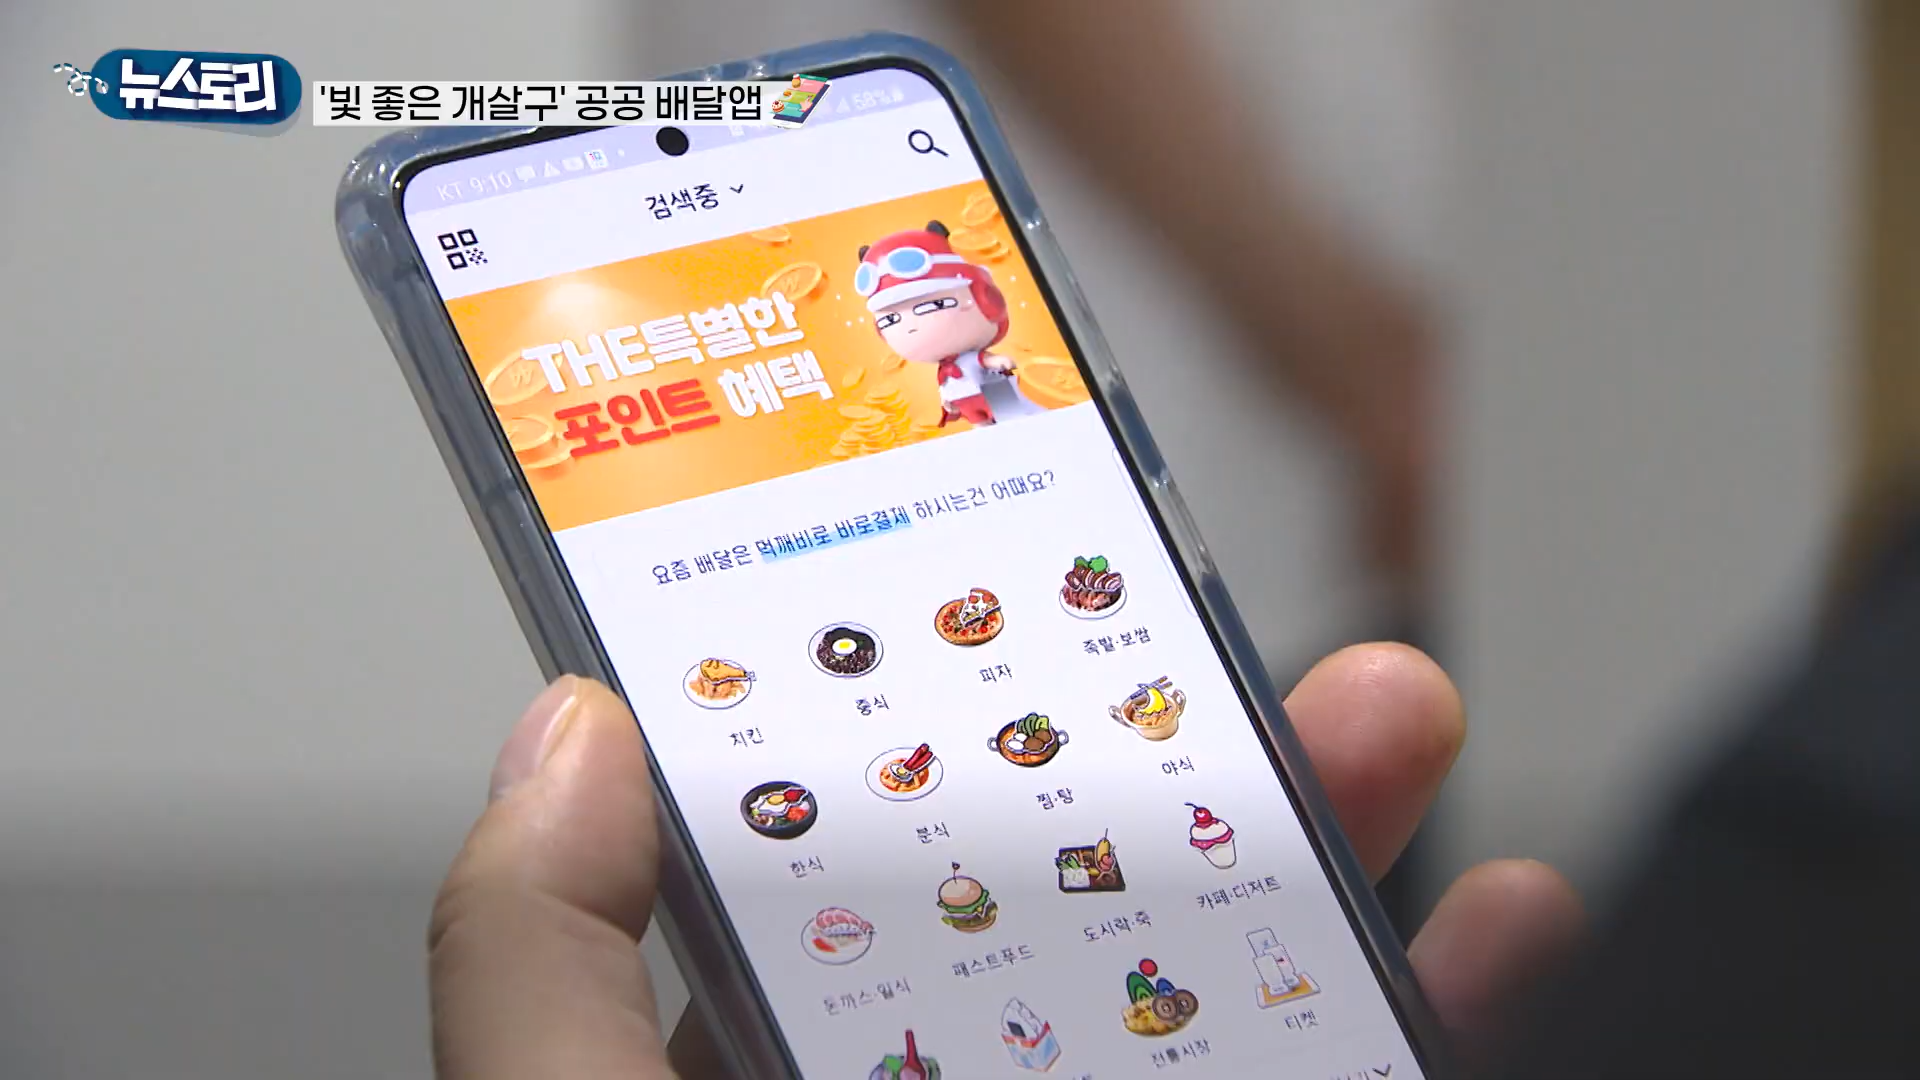 뉴스토리
'빛 좋은 개살구' 공공 배달앱
KT 9:10
58%
검색중
THE특별한
포인트 혜택
요즘 배달은 먹깨비로 바로결제 하시는건 어때요?
치킨
중식
피자
족발·보쌈
한식
분식
찜·탕
야식
돈까스·일식
패스트푸드
도시락·죽
카페·디저트
전통시장
티켓